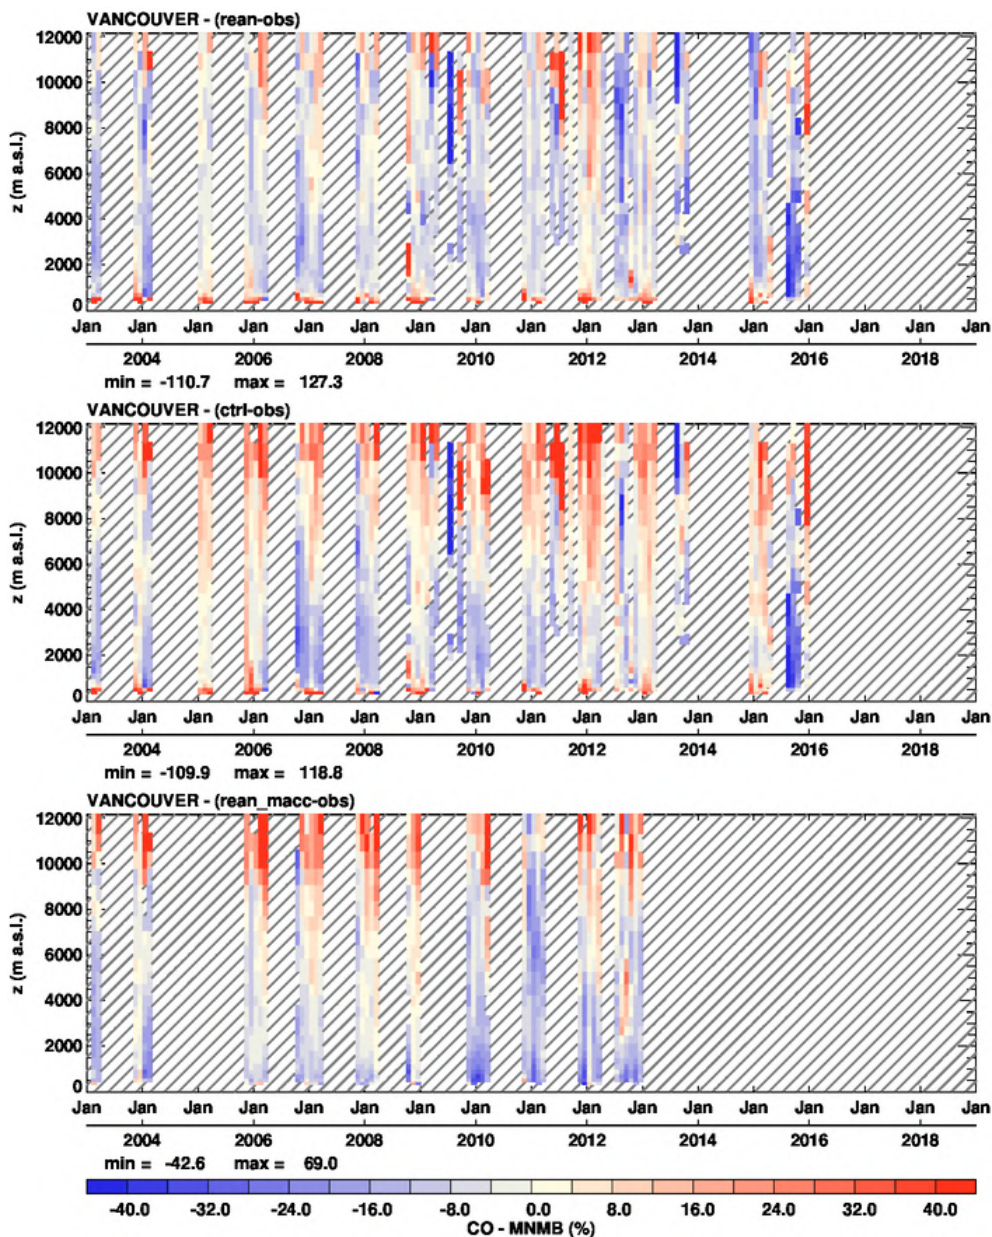 VANCOUVER - (rean-obs)
12000
10000
8000
6000
4000
2000
0
z (m a.s.l.)
Jan Jan Jan Jan Jan Jan Jan Jan Jan Jan Jan Jan Jan Jan Jan Jan Jan
2004 2006 2008 2010 2012 2014 2016 2018
min = -110.7 max = 127.3
VANCOUVER - (ctrl-obs)
12000
10000
8000
6000
4000
2000
0
z (m a.s.l.)
Jan Jan Jan Jan Jan Jan Jan Jan Jan Jan Jan Jan Jan Jan Jan Jan Jan
2004 2006 2008 2010 2012 2014 2016 2018
min = -109.9 max = 118.8
VANCOUVER - (rean_macc-obs)
12000
10000
8000
6000
4000
2000
0
z (m a.s.l.)
Jan Jan Jan Jan Jan Jan Jan Jan Jan Jan Jan Jan Jan Jan Jan Jan Jan
2004 2006 2008 2010 2012 2014 2016 2018
min = -42.6 max = 69.0
-40.0 -32.0 -24.0 -16.0 -8.0 0.0 8.0 16.0 24.0 32.0 40.0
CO - MNMB (%)